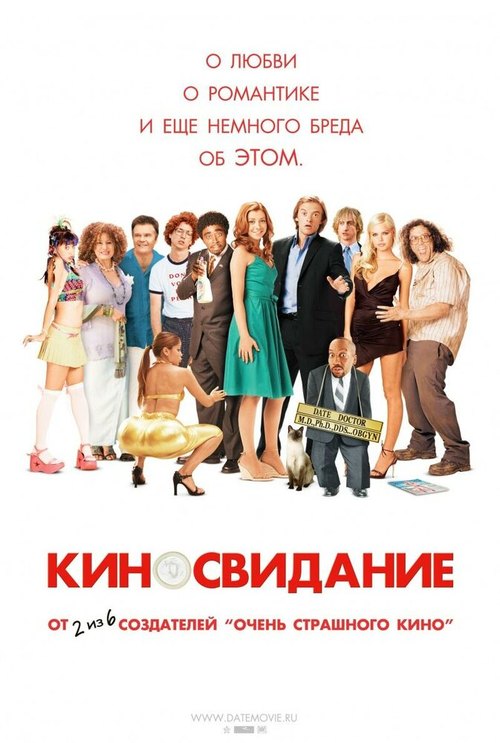 О ЛЮБВИ
О РОМАНТИКЕ
И ЕЩЕ НЕМНОГО БРЕДА
ОБ ЭТОМ.
DATE DOCTOR
M.D., Ph.D., DDS., OBGYN
КИНОСВИДАНИЕ
ОТ 2 из 6 СОЗДАТЕЛЕЙ "ОЧЕНЬ СТРАШНОГО КИНО"
WWW.DATEMOVIE.RU